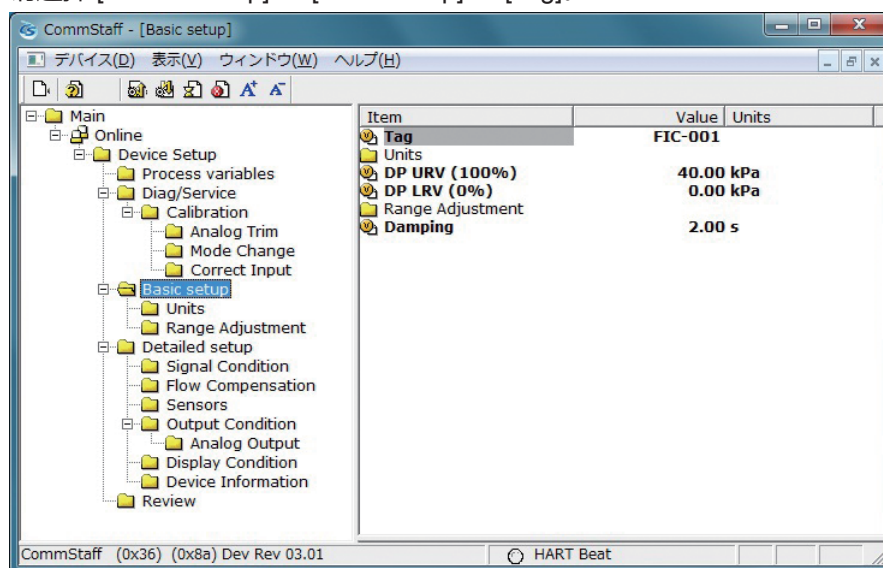 CommStaff - [Basic setup]
デバイス(D) 表示(V) ウィンドウ(W) ヘルプ(H)
Main
Online
Device Setup
Process variables
Diag/Service
Calibration
Analog Trim
Mode Change
Correct Input
Basic setup
Units
Range Adjustment
Detailed setup
Signal Condition
Flow Compensation
Sensors
Output Condition
Analog Output
Display Condition
Device Information
Review
Item Value Units
Tag FIC-001
Units
DP URV (100%) 40.00 kPa
DP LRV (0%) 0.00 kPa
Range Adjustment
Damping 2.00 s
CommStaff (0x36) (0x8a) Dev Rev 03.01
HART Beat